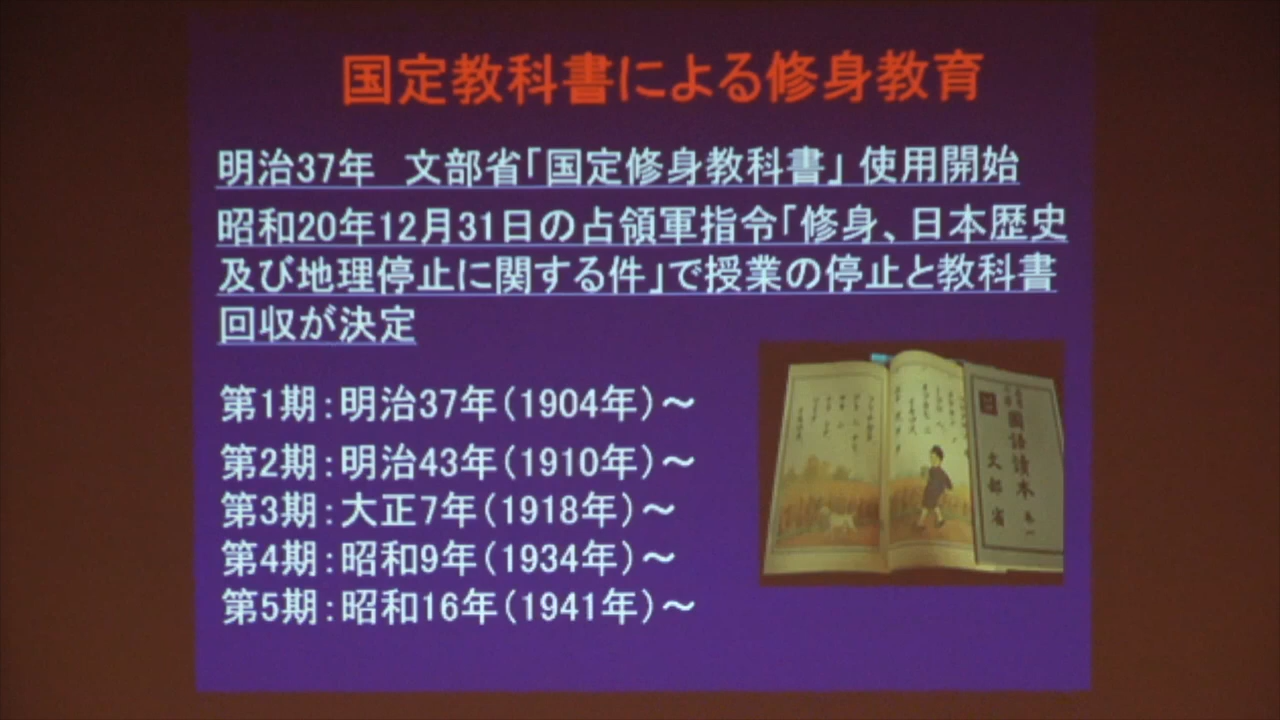 国定教科書による修身教育
明治37年　文部省「国定修身教科書」使用開始
昭和20年12月31日の占領軍指令「修身、日本歴史
及び地理停止に関する件」で授業の停止と教科書
回収が決定
第1期：明治37年（1904年）～
第2期：明治43年（1910年）～
第3期：大正7年（1918年）～
第4期：昭和9年（1934年）～
第5期：昭和16年（1941年）～
國語讀本
文部省